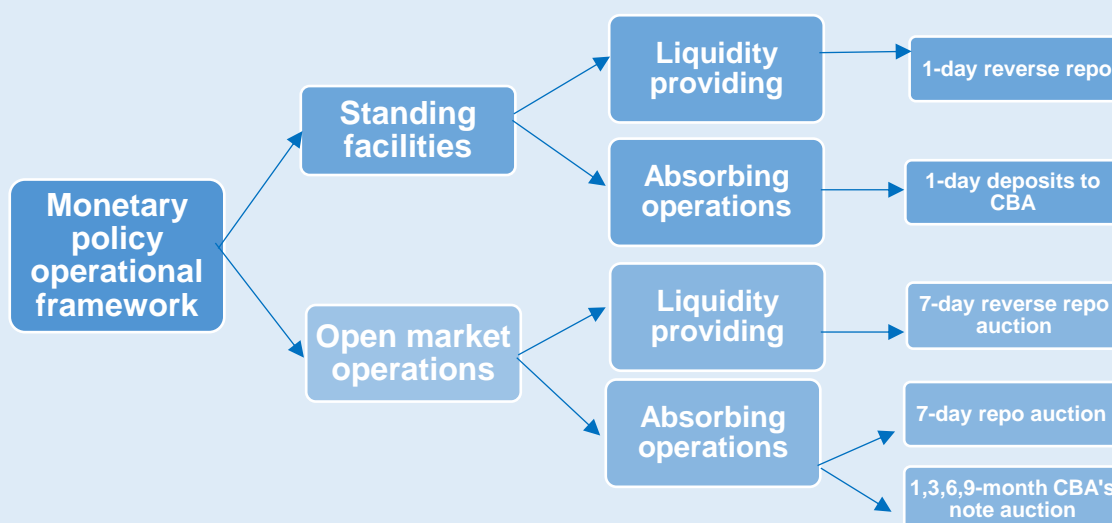 Monetary
policy
operational
framework
Standing
facilities
Open market
operations
Liquidity
providing
Absorbing
operations
Liquidity
providing
Absorbing
operations
1-day reverse repo
1-day deposits to
CBA
7-day reverse repo
auction
7-day repo auction
1,3,6,9-month CBA's
note auction